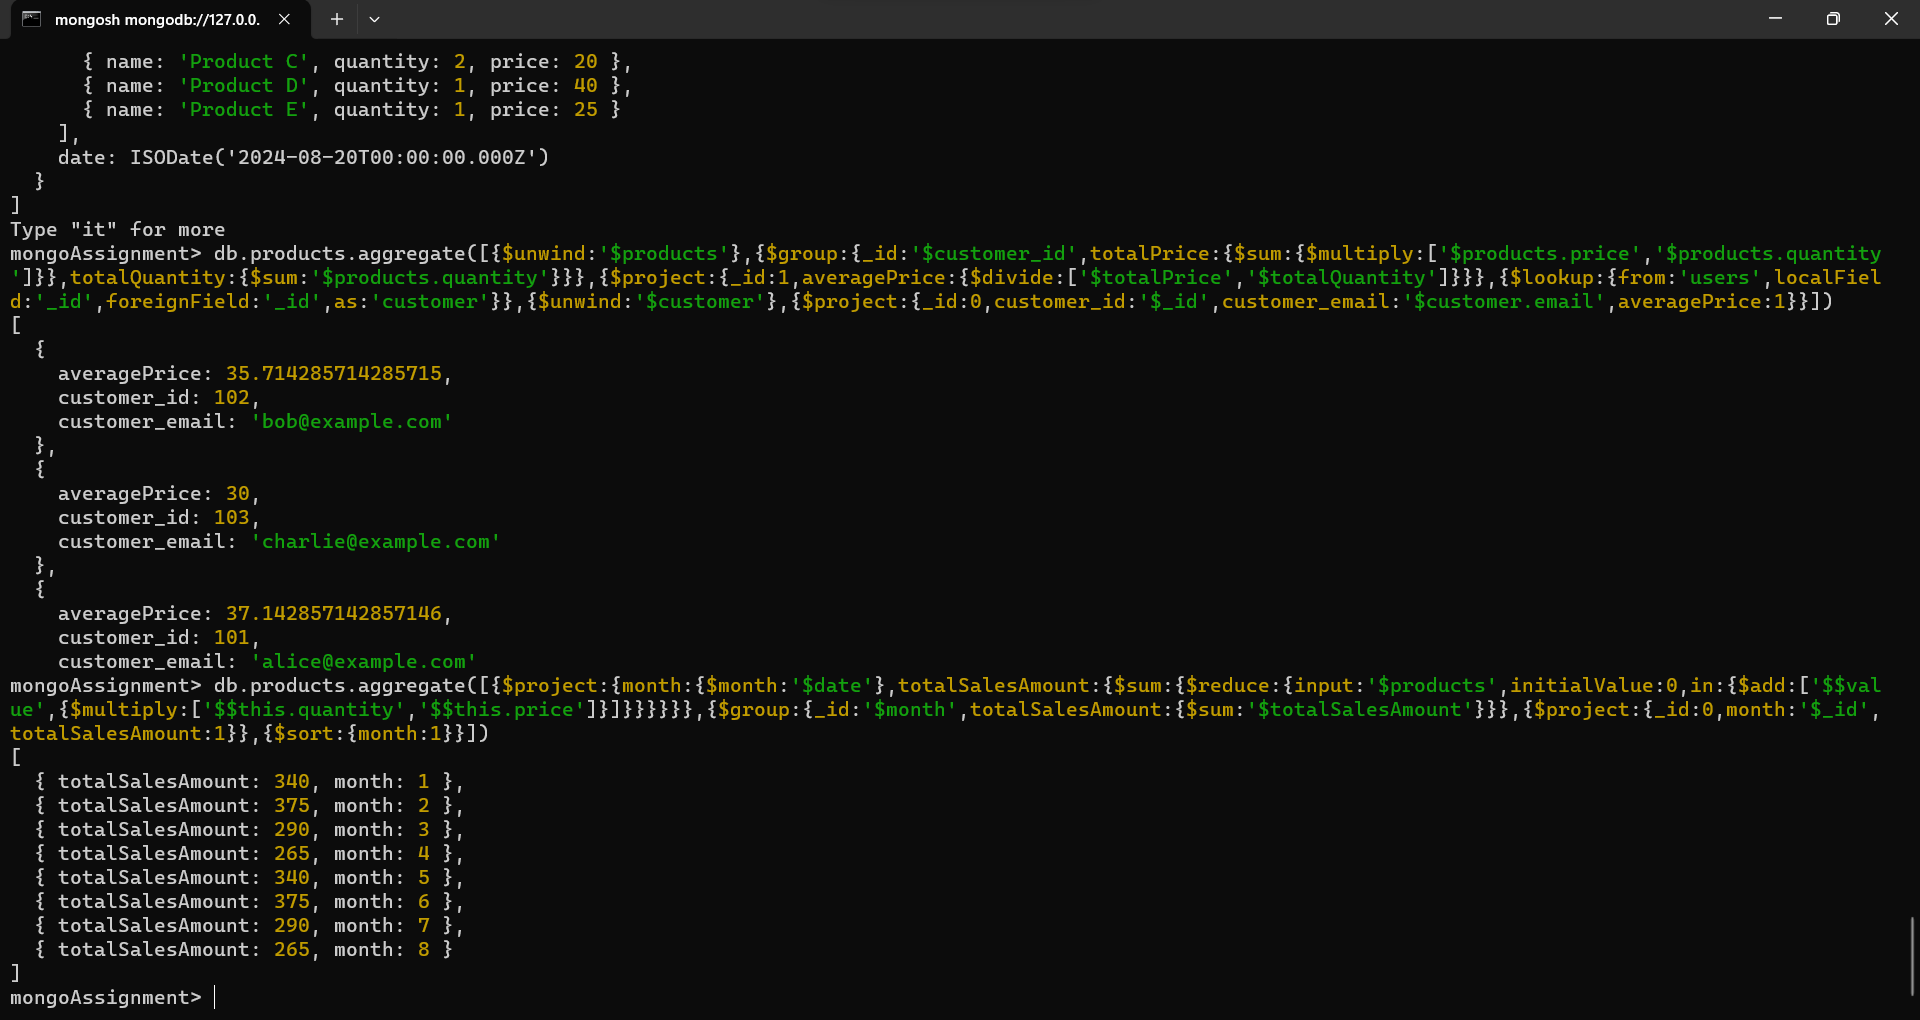 mongosh mongodb://127.0.0.
{ name: 'Product C', quantity: 2, price: 20 },
{ name: 'Product D', quantity: 1, price: 40 },
{ name: 'Product E', quantity: 1, price: 25 }
],
date: ISODate('2024-08-20T00:00:00.000Z')
}
]
Type "it" for more
mongoAssignment> db.products.aggregate([{$unwind:'$products'},{$group:{_id:'$customer_id',totalPrice:{$sum:{$multiply:['$products.price','$products.quantity
']}},totalQuantity:{$sum:'$products.quantity'}}},{$project:{_id:1,averagePrice:{$divide:['$totalPrice','$totalQuantity']}}},{$lookup:{from:'users',localFiel
d:'_id',foreignField:'_id',as:'customer'}},{$unwind:'$customer'},{$project:{_id:0,customer_id:'$_id',customer_email:'$customer.email',averagePrice:1}}])
[
{
averagePrice: 35.714285714285715,
customer_id: 102,
customer_email: 'bob@example.com'
},
{
averagePrice: 30,
customer_id: 103,
customer_email: 'charlie@example.com'
},
{
averagePrice: 37.142857142857146,
customer_id: 101,
customer_email: 'alice@example.com'
mongoAssignment> db.products.aggregate([{$project:{month:{$month:'$date'},totalSalesAmount:{$sum:{$reduce:{input:'$products',initialValue:0,in:{$add:['$$val
ue',{$multiply:['$$this.quantity','$$this.price']}]}}}}}},{$group:{_id:'$month',totalSalesAmount:{$sum:'$totalSalesAmount'}}},{$project:{_id:0,month:'$_id',
totalSalesAmount:1}},{$sort:{month:1}}])
[
{ totalSalesAmount: 340, month: 1 },
{ totalSalesAmount: 375, month: 2 },
{ totalSalesAmount: 290, month: 3 },
{ totalSalesAmount: 265, month: 4 },
{ totalSalesAmount: 340, month: 5 },
{ totalSalesAmount: 375, month: 6 },
{ totalSalesAmount: 290, month: 7 },
{ totalSalesAmount: 265, month: 8 }
]
mongoAssignment>